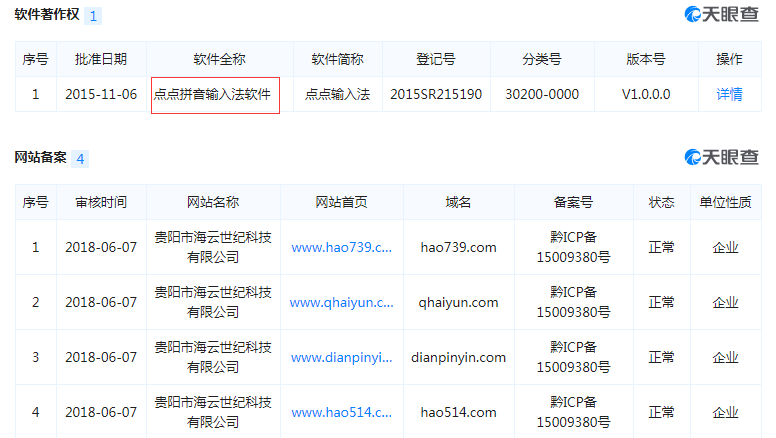 软件著作权 1 天眼查
序号 批准日期 软件全称 软件简称 登记号 分类号 版本号 操作
1 2015-11-06 点点拼音输入法软件 点点输入法 2015SR215190 30200-0000 V1.0.0.0 详情
网站备案 4 天眼查
序号 审核时间 网站名称 网站首页 域名 备案号 状态 单位性质
1 2018-06-07 贵阳市海云世纪科技 www.hao739.c... hao739.com 黔ICP备 正常 企业
有限公司 15009380号
2 2018-06-07 贵阳市海云世纪科技 www.qhaiyun.c... qhaiyun.com 黔ICP备 正常 企业
有限公司 15009380号
3 2018-06-07 贵阳市海云世纪科技 www.dianpinyi... dianpinyin.com 黔ICP备 正常 企业
有限公司 15009380号
4 2018-06-07 贵阳市海云世纪科技 www.hao514.c... hao514.com 黔ICP备 正常 企业
有限公司 15009380号